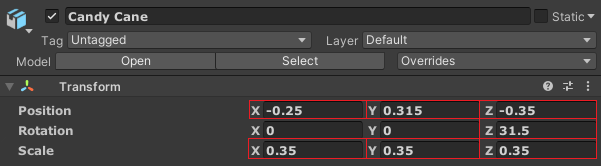 Candy Cane Static
Tag Untagged Layer Default
Model Open Select Overrides
Transform
Position X -0.25 Y 0.315 Z -0.35
Rotation X 0 Y 0 Z 31.5
Scale X 0.35 Y 0.35 Z 0.35